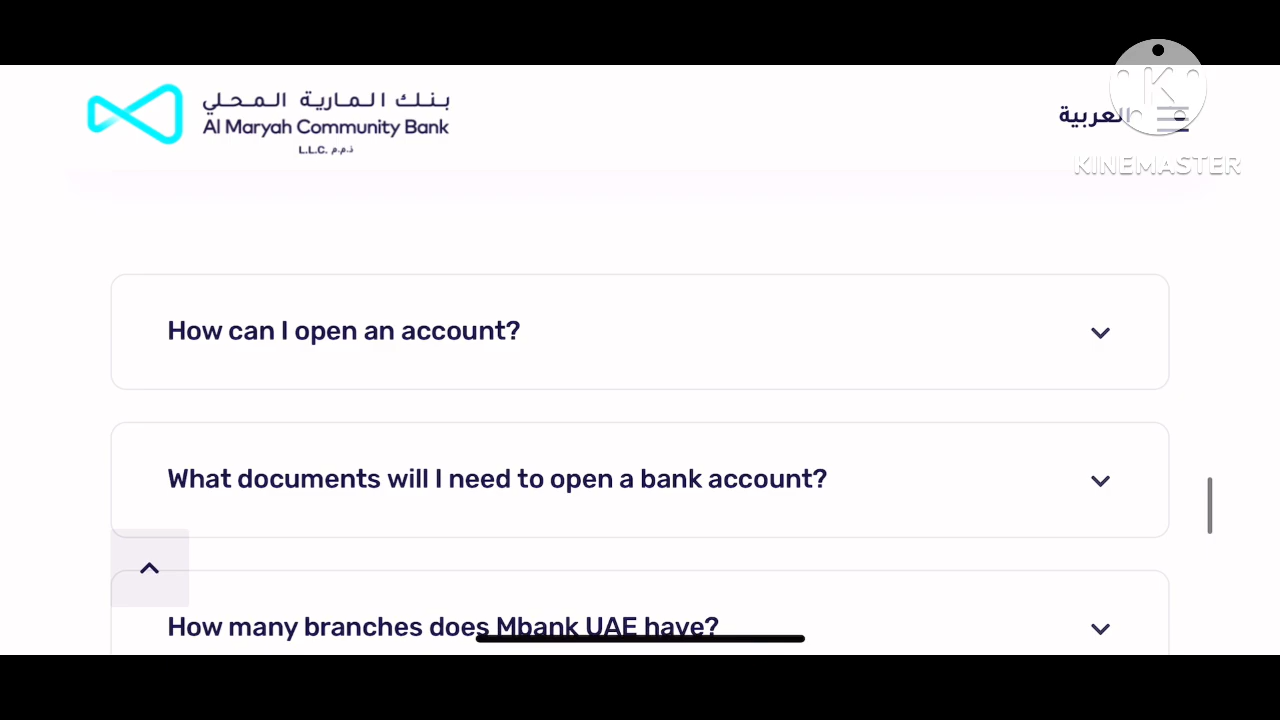 بنك المارية المحلي
Al Maryah Community Bank
L.L.C. ذ.م.م
العربية
KINEMASTER
How can I open an account?
What documents will I need to open a bank account?
How many branches does Mbank UAE have?